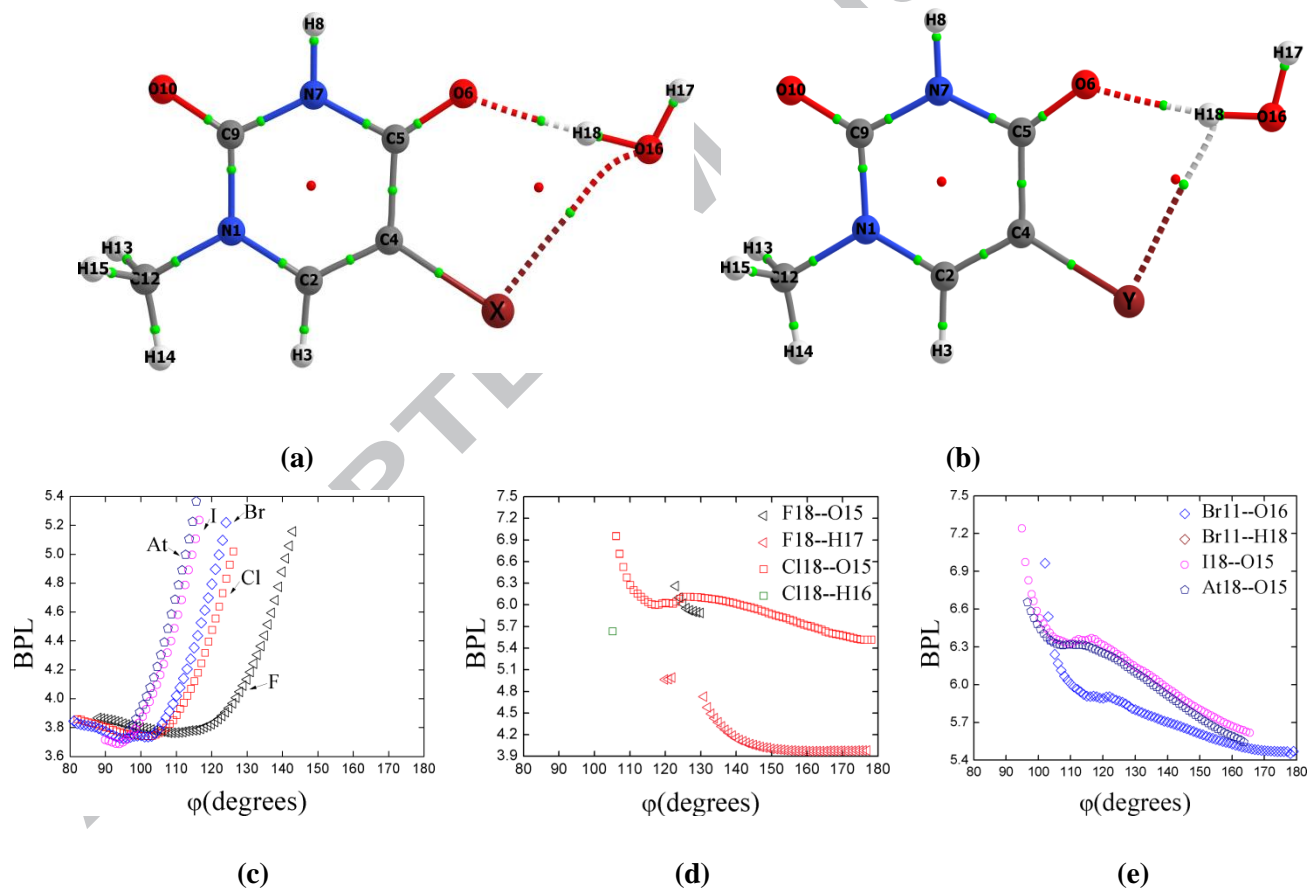 H8
O10
N7
O6
H17
H18
C9
C5
O16
N1
C4
H13
H15
C12
C2
X
H14
H3
H8
H17
O10
N7
O6
H18
O16
C9
C5
N1
C4
H13
H15
C12
C2
Y
H14
H3
(a)
(b)
5.4
5.2
5.0
4.8
4.6
4.4
4.2
4.0
3.8
3.6
BPL
At
I
Br
Cl
F
80 90 100 110 120 130 140 150 160 170 180
φ(degrees)
7.5
7.2
6.9
6.6
6.3
6.0
5.7
5.4
5.1
4.8
4.5
4.2
3.9
BPL
F18--O15
F18--H17
Cl18--O15
Cl18--H16
80 90 100 110 120 130 140 150 160 170 180
φ(degrees)
7.5
7.2
6.9
6.6
6.3
6.0
5.7
5.4
BPL
Br11--O16
Br11--H18
I18--O15
At18--O15
80 90 100 110 120 130 140 150 160 170 180
φ(degrees)
(c)
(d)
(e)